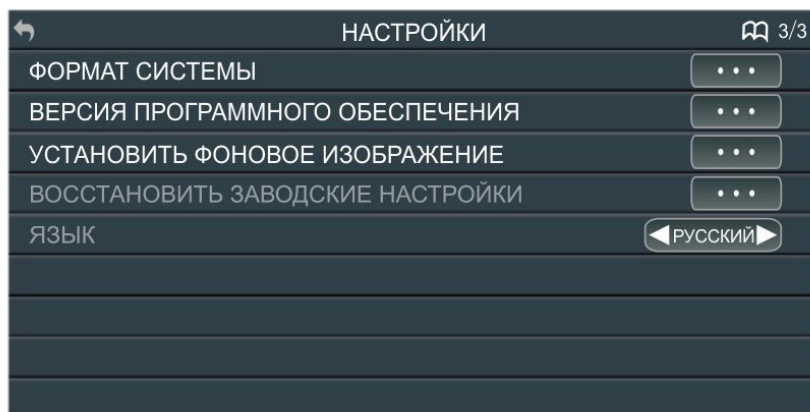 НАСТРОЙКИ 3/3
ФОРМАТ СИСТЕМЫ
ВЕРСИЯ ПРОГРАММНОГО ОБЕСПЕЧЕНИЯ
УСТАНОВИТЬ ФОНОВОЕ ИЗОБРАЖЕНИЕ
ВОССТАНОВИТЬ ЗАВОДСКИЕ НАСТРОЙКИ
ЯЗЫК РУССКИЙ